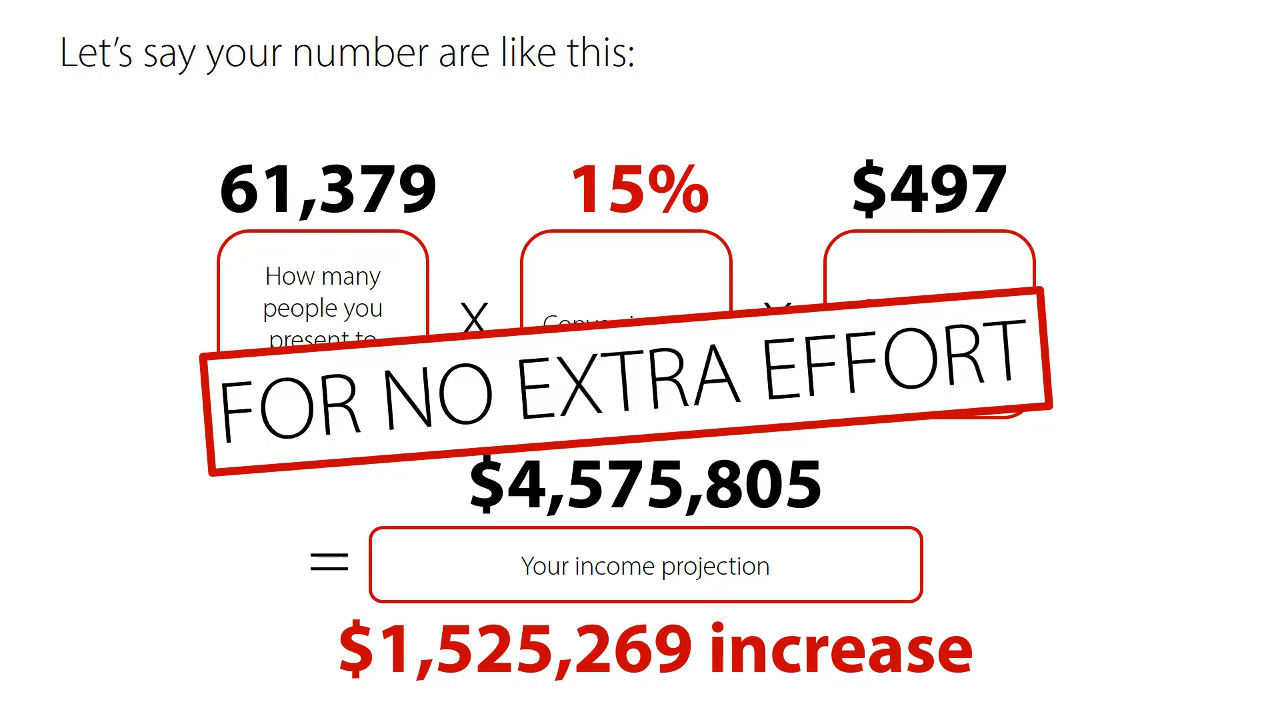 Let's say your number are like this:
61,379
15%
$497
How many
people you
present to
X
FOR NO EXTRA EFFORT
$4,575,805
=
Your income projection
$1,525,269 increase